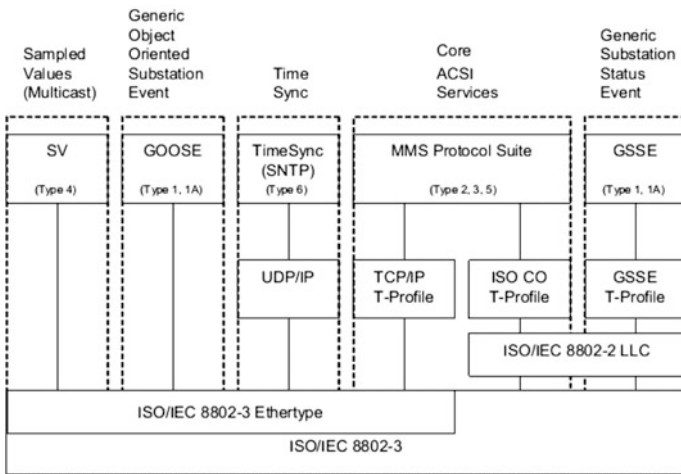 Sampled
Values
(Multicast)
Generic
Object
Oriented
Substation
Event
Time
Sync
Core
ACSI
Services
Generic
Substation
Status
Event
SV
(Type 4)
GOOSE
(Type 1, 1A)
TimeSync
(SNTP)
(Type 6)
MMS Protocol Suite
(Type 2, 3, 5)
GSSE
(Type 1, 1A)
UDP/IP
TCP/IP
T-Profile
ISO CO
T-Profile
GSSE
T-Profile
ISO/IEC 8802-2 LLC
ISO/IEC 8802-3 Ethertype
ISO/IEC 8802-3